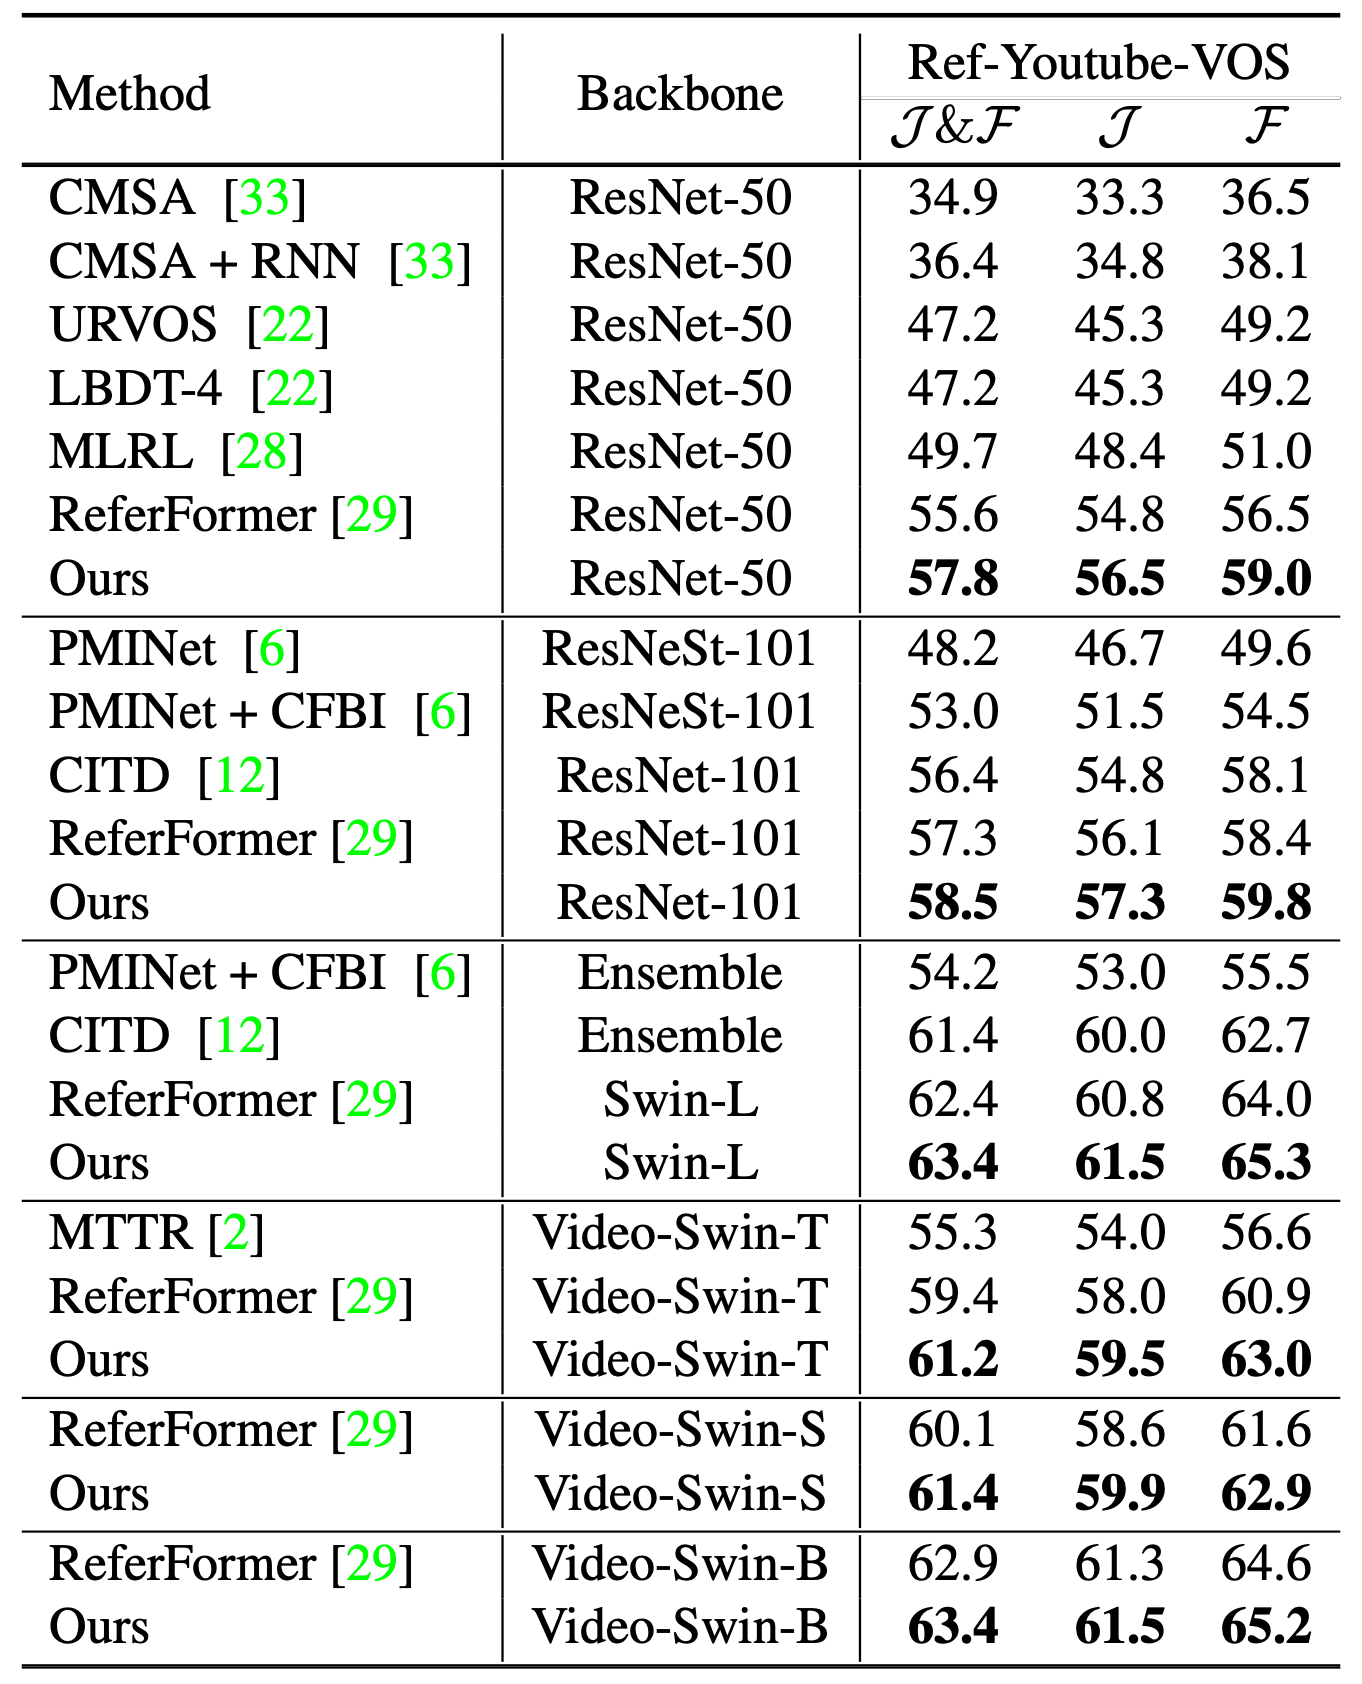 Method Backbone Ref-Youtube-VOS
𝒥&ℱ 𝒥 ℱ
CMSA [33] ResNet-50 34.9 33.3 36.5
CMSA + RNN [33] ResNet-50 36.4 34.8 38.1
URVOS [22] ResNet-50 47.2 45.3 49.2
LBDT-4 [22] ResNet-50 47.2 45.3 49.2
MLRL [28] ResNet-50 49.7 48.4 51.0
ReferFormer [29] ResNet-50 55.6 54.8 56.5
Ours ResNet-50 57.8 56.5 59.0
PMINet [6] ResNeSt-101 48.2 46.7 49.6
PMINet + CFBI [6] ResNeSt-101 53.0 51.5 54.5
CITD [12] ResNet-101 56.4 54.8 58.1
ReferFormer [29] ResNet-101 57.3 56.1 58.4
Ours ResNet-101 58.5 57.3 59.8
PMINet + CFBI [6] Ensemble 54.2 53.0 55.5
CITD [12] Ensemble 61.4 60.0 62.7
ReferFormer [29] Swin-L 62.4 60.8 64.0
Ours Swin-L 63.4 61.5 65.3
MTTR [2] Video-Swin-T 55.3 54.0 56.6
ReferFormer [29] Video-Swin-T 59.4 58.0 60.9
Ours Video-Swin-T 61.2 59.5 63.0
ReferFormer [29] Video-Swin-S 60.1 58.6 61.6
Ours Video-Swin-S 61.4 59.9 62.9
ReferFormer [29] Video-Swin-B 62.9 61.3 64.6
Ours Video-Swin-B 63.4 61.5 65.2